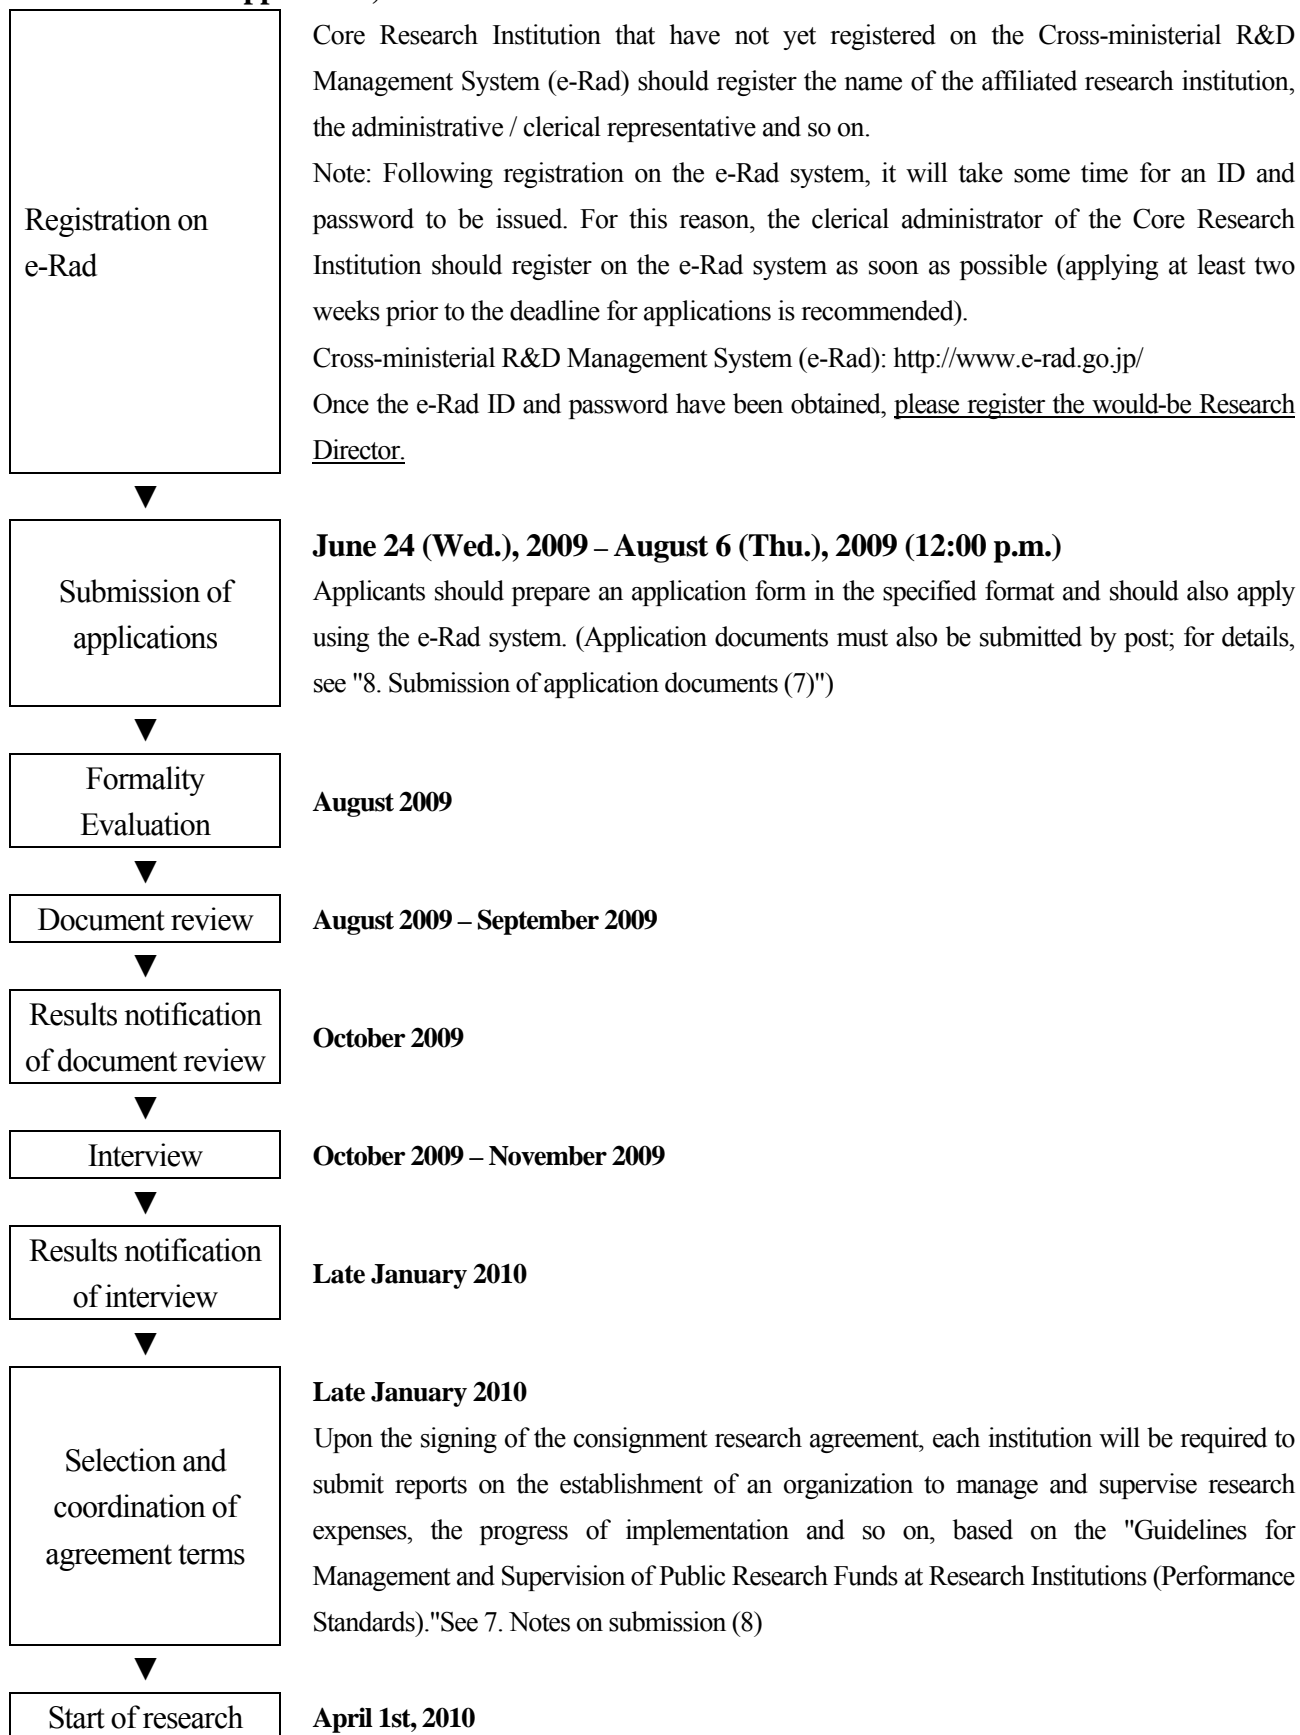 Registration on
e-Rad
Core Research Institution that have not yet registered on the Cross-ministerial R&D
Management System (e-Rad) should register the name of the affiliated research institution,
the administrative / clerical representative and so on.
Note: Following registration on the e-Rad system, it will take some time for an ID and
password to be issued. For this reason, the clerical administrator of the Core Research
Institution should register on the e-Rad system as soon as possible (applying at least two
weeks prior to the deadline for applications is recommended).
Cross-ministerial R&D Management System (e-Rad): http://www.e-rad.go.jp/
Once the e-Rad ID and password have been obtained, please register the would-be Research
Director.
▼
Submission of
applications
June 24 (Wed.), 2009 – August 6 (Thu.), 2009 (12:00 p.m.)
Applicants should prepare an application form in the specified format and should also apply
using the e-Rad system. (Application documents must also be submitted by post; for details,
see "8. Submission of application documents (7)")
▼
Formality
Evaluation
August 2009
▼
Document review
August 2009 – September 2009
▼
Results notification
of document review
October 2009
▼
Interview
October 2009 – November 2009
▼
Results notification
of interview
Late January 2010
▼
Selection and
coordination of
agreement terms
Late January 2010
Upon the signing of the consignment research agreement, each institution will be required to
submit reports on the establishment of an organization to manage and supervise research
expenses, the progress of implementation and so on, based on the "Guidelines for
Management and Supervision of Public Research Funds at Research Institutions (Performance
Standards)."See 7. Notes on submission (8)
▼
Start of research
April 1st, 2010